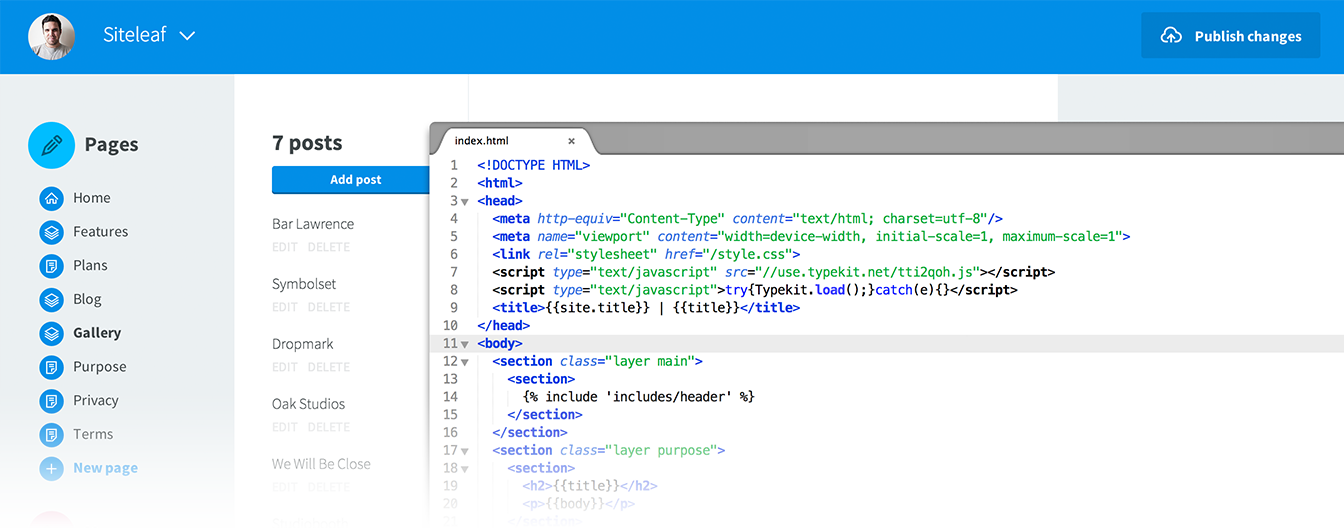 Siteleaf
Publish changes
Pages
Home
Features
Plans
Blog
Gallery
Purpose
Privacy
Terms
New page
7 posts
Add post
Bar Lawrence
EDIT DELETE
Symbolset
EDIT DELETE
Dropmark
EDIT DELETE
Oak Studios
EDIT DELETE
We Will Be Close
EDIT DELETE
index.html ×
1 <!DOCTYPE HTML>
2 <html>
3 <head>
4 <meta http-equiv="Content-Type" content="text/html; charset=utf-8"/>
5 <meta name="viewport" content="width=device-width, initial-scale=1, maximum-scale=1">
6 <link rel="stylesheet" href="/style.css">
7 <script type="text/javascript" src="//use.typekit.net/tti2qoh.js"></script>
8 <script type="text/javascript">try{Typekit.load();}catch(e){}</script>
9 <title>{{site.title}} | {{title}}</title>
10 </head>
11 <body>
12 <section class="layer main">
13 <section>
14 {% include 'includes/header' %}
15 </section>
16 </section>
17 <section class="layer purpose">
18 <section>
19 <h2>{{title}}</h2>
20 <p>{{body}}</p>
21 </section>